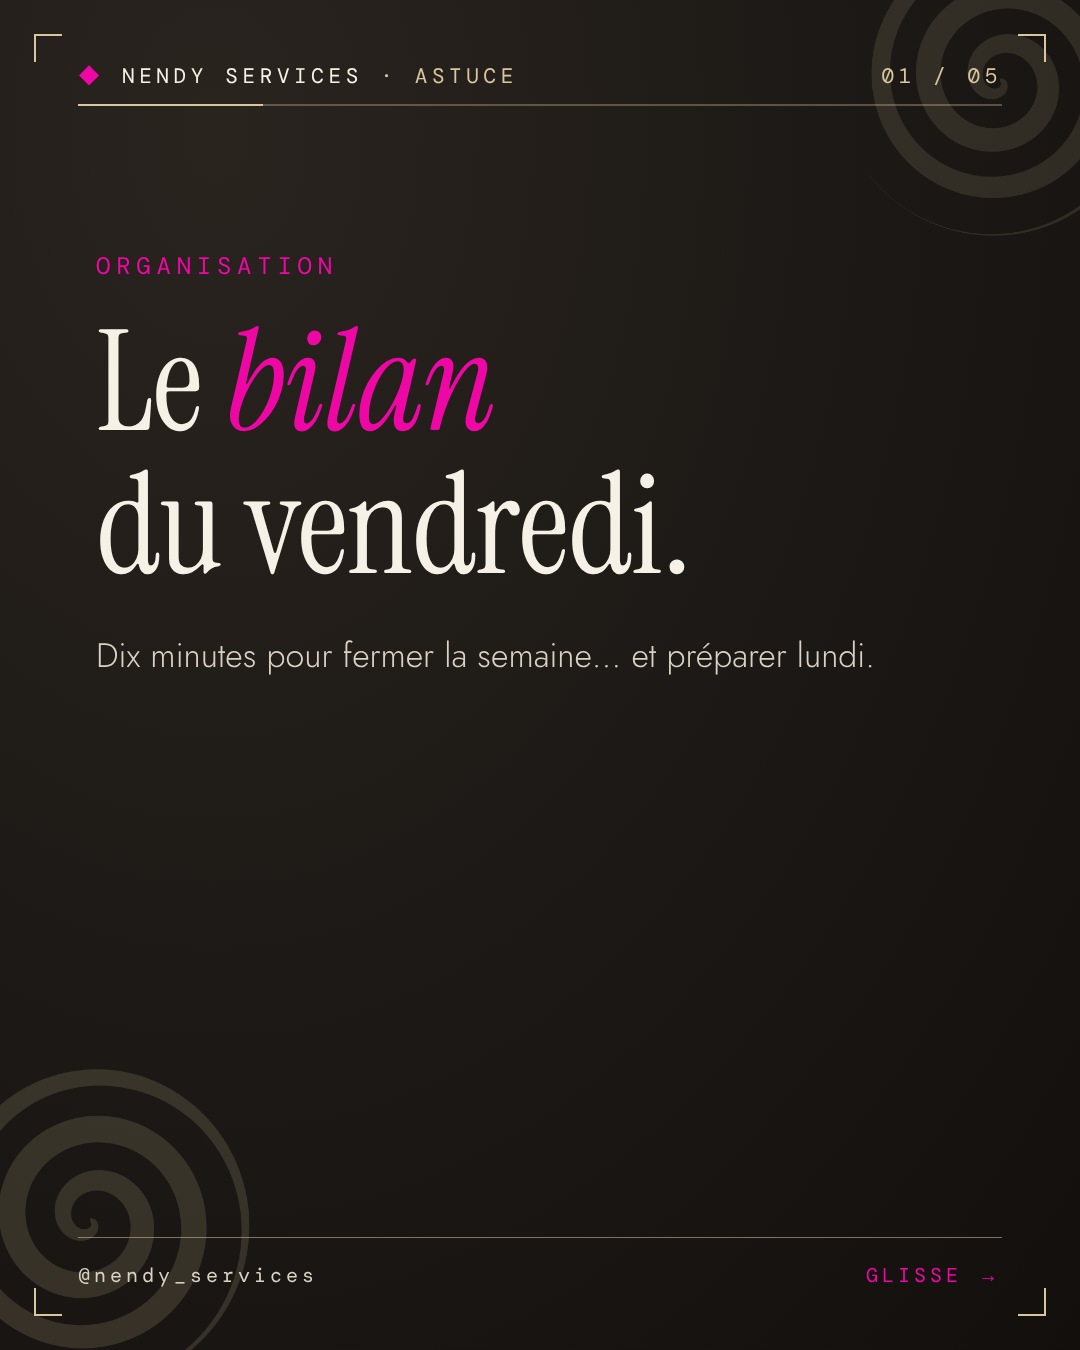 ◆ NENDY SERVICES · ASTUCE
01 / 05
ORGANISATION
Le bilan
du vendredi.
Dix minutes pour fermer la semaine… et préparer lundi.
@nendy_services
GLISSE →